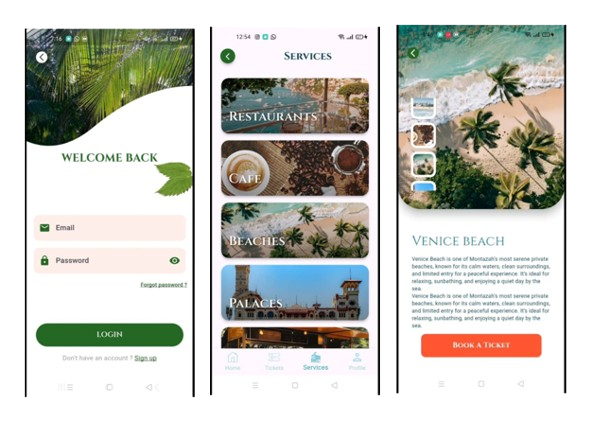 WELCOME BACK
Email
Password
Forgot password ?
LOGIN
Don't have an account ? Sign up
12:54
SERVICES
RESTAURANTS
CAFE
BEACHES
PALACES
Home
Tickets
Services
Profile
VENICE BEACH
Venice Beach is one of Montazah's most serene private
beaches, known for its calm waters, clean surroundings,
and limited entry for a peaceful experience. It's ideal for
relaxing, sunbathing, and enjoying a quiet day by the
sea.
Venice Beach is one of Montazah's most serene private
beaches, known for its calm waters, clean surroundings,
and limited entry for a peaceful experience. It's ideal for
relaxing, sunbathing, and enjoying a quiet day by the
sea.
BOOK A TICKET